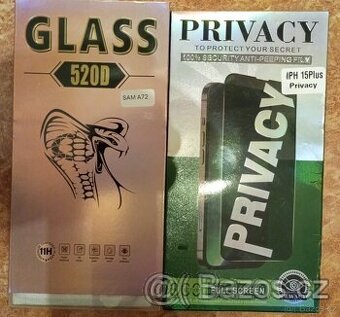 GLASS
520D
SAM A72
11H
PRIVACY
TO PROTECT YOUR SECRET
100% SECURITY ANTI-PEEPING FILM
IPH 15Plus
Privacy
PRIVACY
FULL SCREEN
Bazos.cz